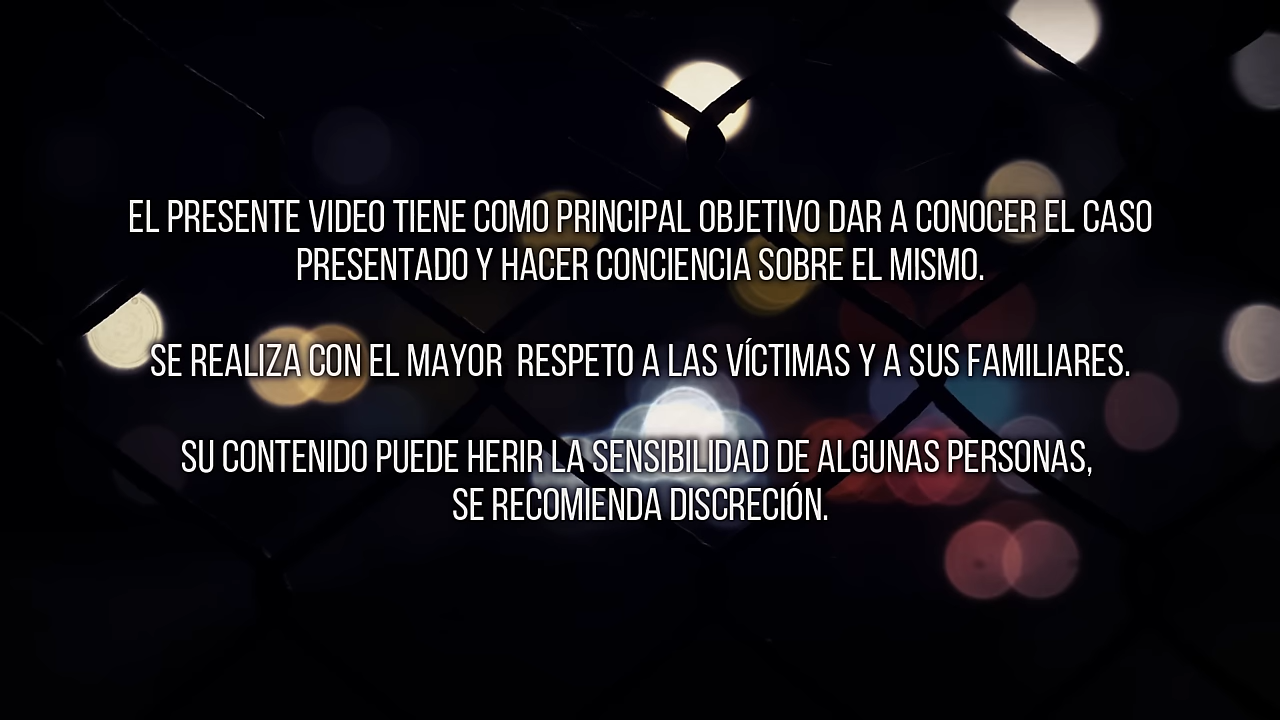 EL PRESENTE VIDEO TIENE COMO PRINCIPAL OBJETIVO DAR A CONOCER EL CASO
PRESENTADO Y HACER CONCIENCIA SOBRE EL MISMO.
SE REALIZA CON EL MAYOR RESPETO A LAS VÍCTIMAS Y A SUS FAMILIARES.
SU CONTENIDO PUEDE HERIR LA SENSIBILIDAD DE ALGUNAS PERSONAS,
SE RECOMIENDA DISCRECIÓN.